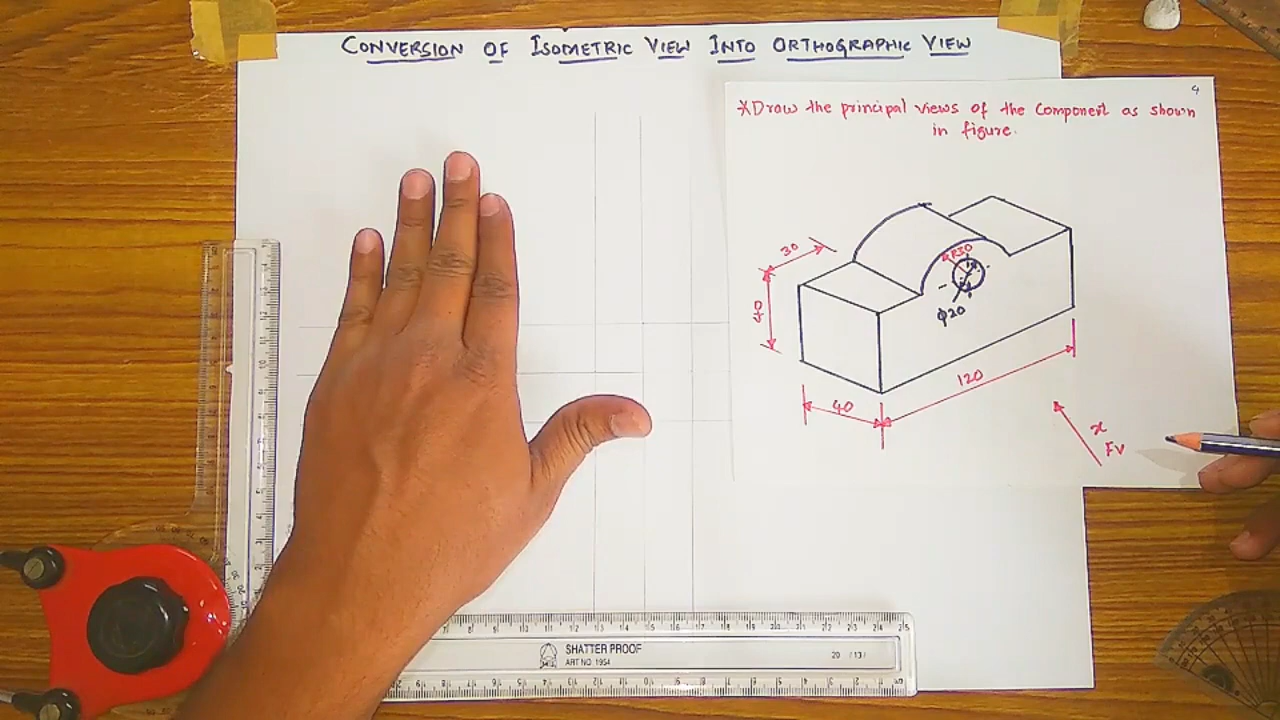 CONVERSION OF ISOMETRIC VIEW INTO ORTHOGRAPHIC VIEW
4
*Draw the principal views of the component as shown
in figure.
30
φ20
40
120
40
x
FV
SHATTER PROOF
ART NO. 1954